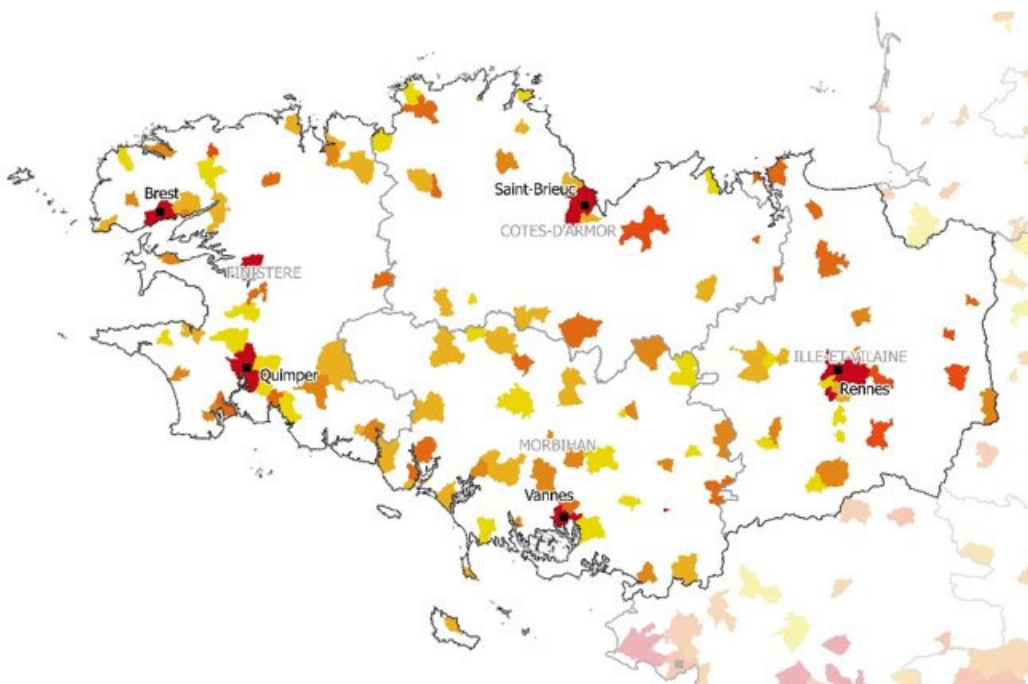 Brest
Saint-Brieuc
COTES-D'ARMOR
FINISTERE
ILLE-ET-VILAINE
Quimper
Rennes
MORBIHAN
Vannes